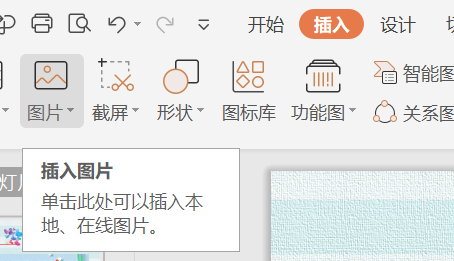 开始 插入 设计
图片 截屏 形状 图标库 功能图 智能图
关系图
灯
插入图片
单击此处可以插入本
地、在线图片。